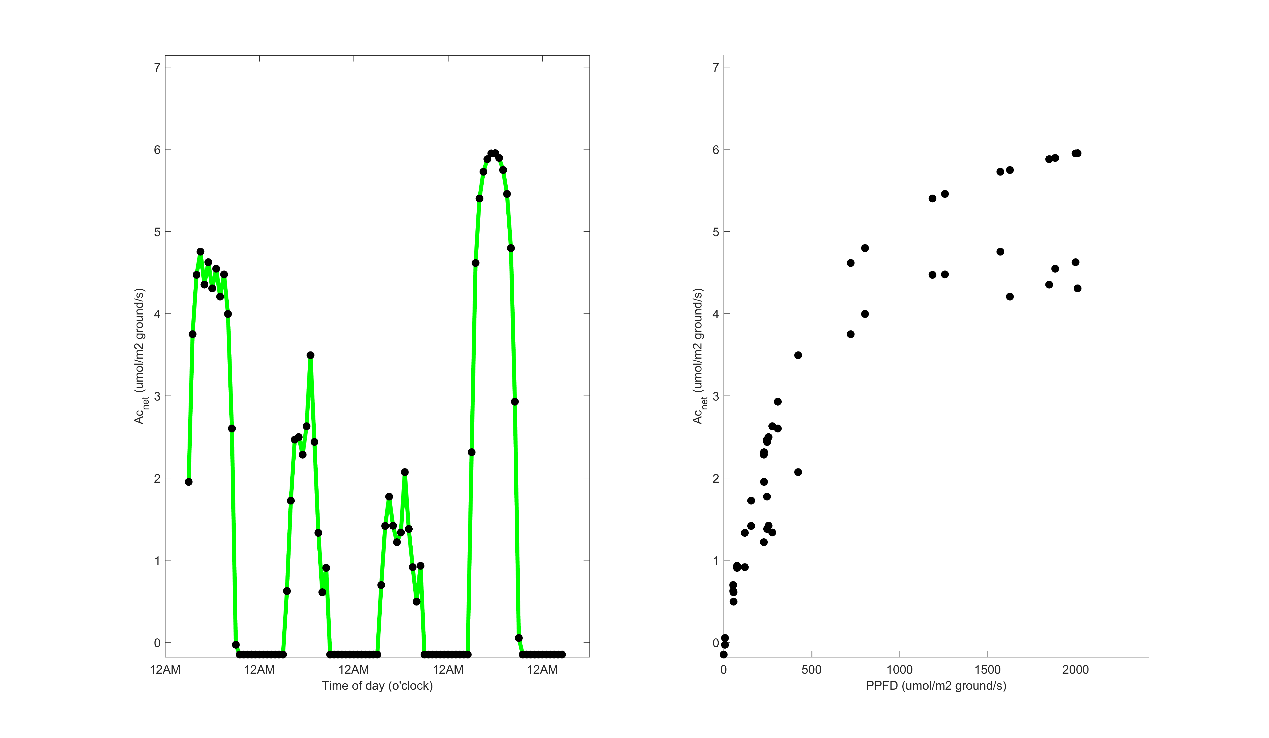 7
6
5
4
3
2
1
0
Ac_net (umol/m2 ground/s)
12AM 12AM 12AM 12AM 12AM
Time of day (o'clock)
7
6
5
4
3
2
1
0
Ac_net (umol/m2 ground/s)
0 500 1000 1500 2000
PPFD (umol/m2 ground/s)